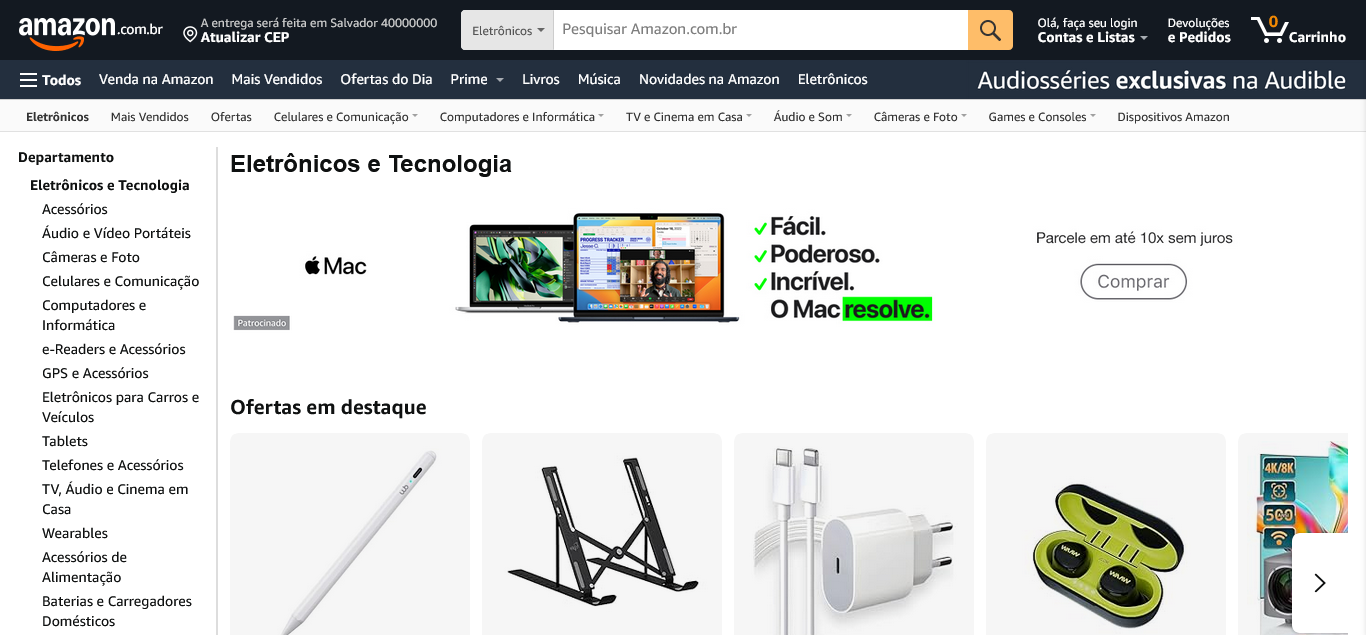 amazon.com.br
A entrega será feita em Salvador 40000000
Atualizar CEP
Eletrônicos
Pesquisar Amazon.com.br
Olá, faça seu login
Contas e Listas
Devoluções
e Pedidos
0
Carrinho
Todos
Venda na Amazon
Mais Vendidos
Ofertas do Dia
Prime
Livros
Música
Novidades na Amazon
Eletrônicos
Audiosséries exclusivas na Audible
Eletrônicos
Mais Vendidos
Ofertas
Celulares e Comunicação
Computadores e Informática
TV e Cinema em Casa
Áudio e Som
Câmeras e Foto
Games e Consoles
Dispositivos Amazon
Departamento
Eletrônicos e Tecnologia
Acessórios
Áudio e Vídeo Portáteis
Câmeras e Foto
Celulares e Comunicação
Computadores e
Informática
e-Readers e Acessórios
GPS e Acessórios
Eletrônicos para Carros e
Veículos
Tablets
Telefones e Acessórios
TV, Áudio e Cinema em
Casa
Wearables
Acessórios de
Alimentação
Baterias e Carregadores
Domésticos
Eletrônicos e Tecnologia
Mac
Patrocinado
PROGRESS TRACKER
Fácil.
Poderoso.
Incrível.
O Mac resolve.
Parcele em até 10x sem juros
Comprar
Ofertas em destaque
WAAW
WAAW
4K/8K
500